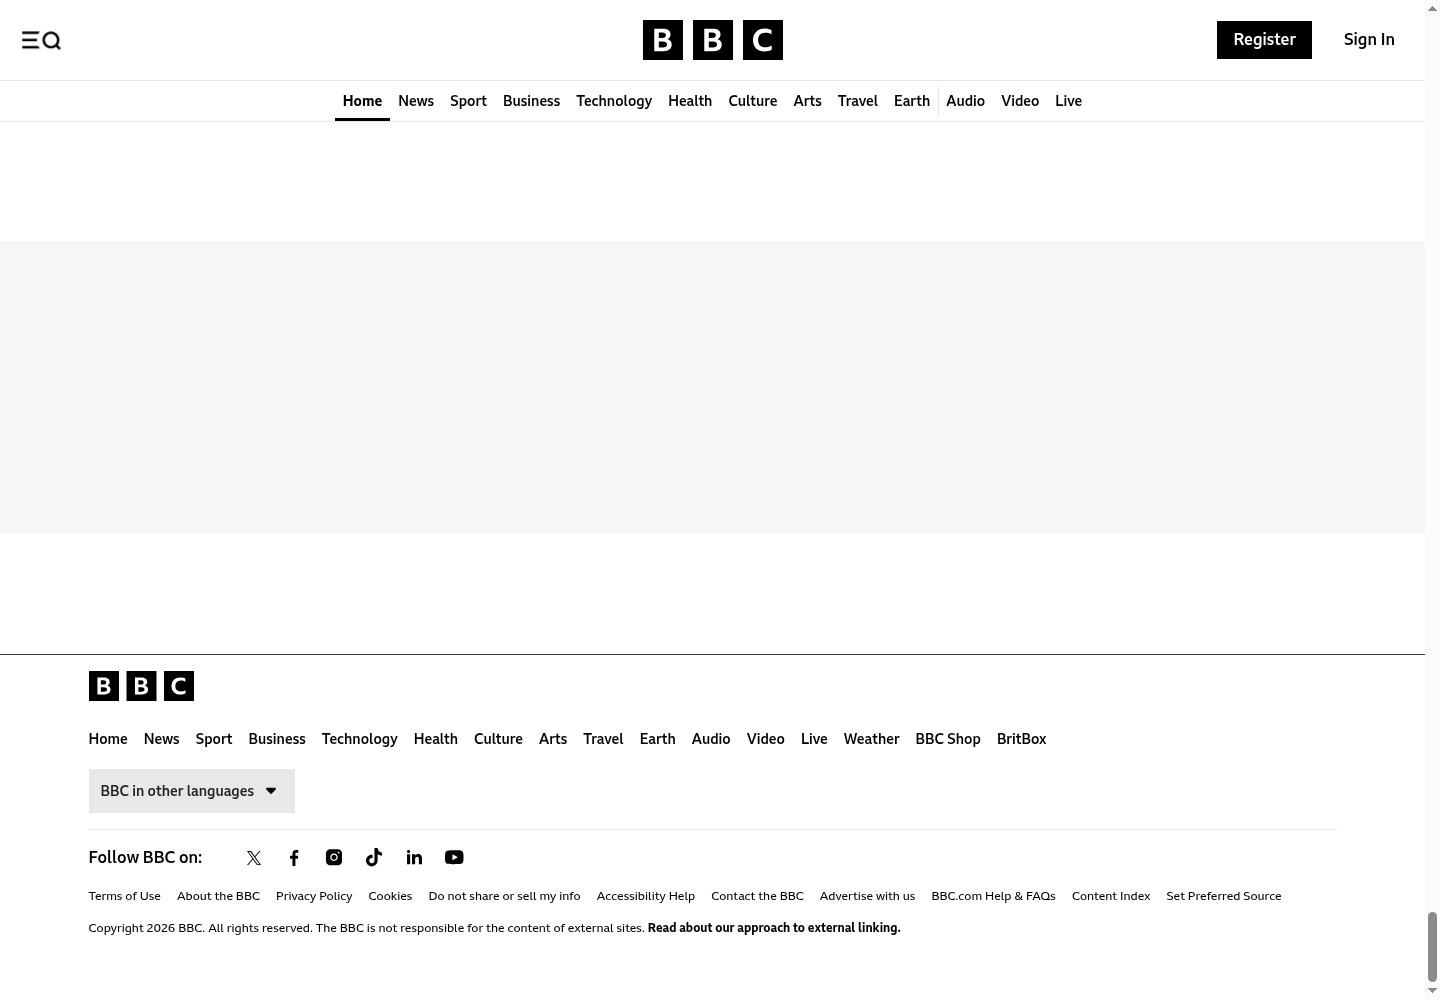 BBC
Register Sign In
Home News Sport Business Technology Health Culture Arts Travel Earth Audio Video Live
BBC
Home News Sport Business Technology Health Culture Arts Travel Earth Audio Video Live Weather BBC Shop BritBox
BBC in other languages
Follow BBC on:
Terms of Use About the BBC Privacy Policy Cookies Do not share or sell my info Accessibility Help Contact the BBC Advertise with us BBC.com Help & FAQs Content Index Set Preferred Source
Copyright 2026 BBC. All rights reserved. The BBC is not responsible for the content of external sites. Read about our approach to external linking.